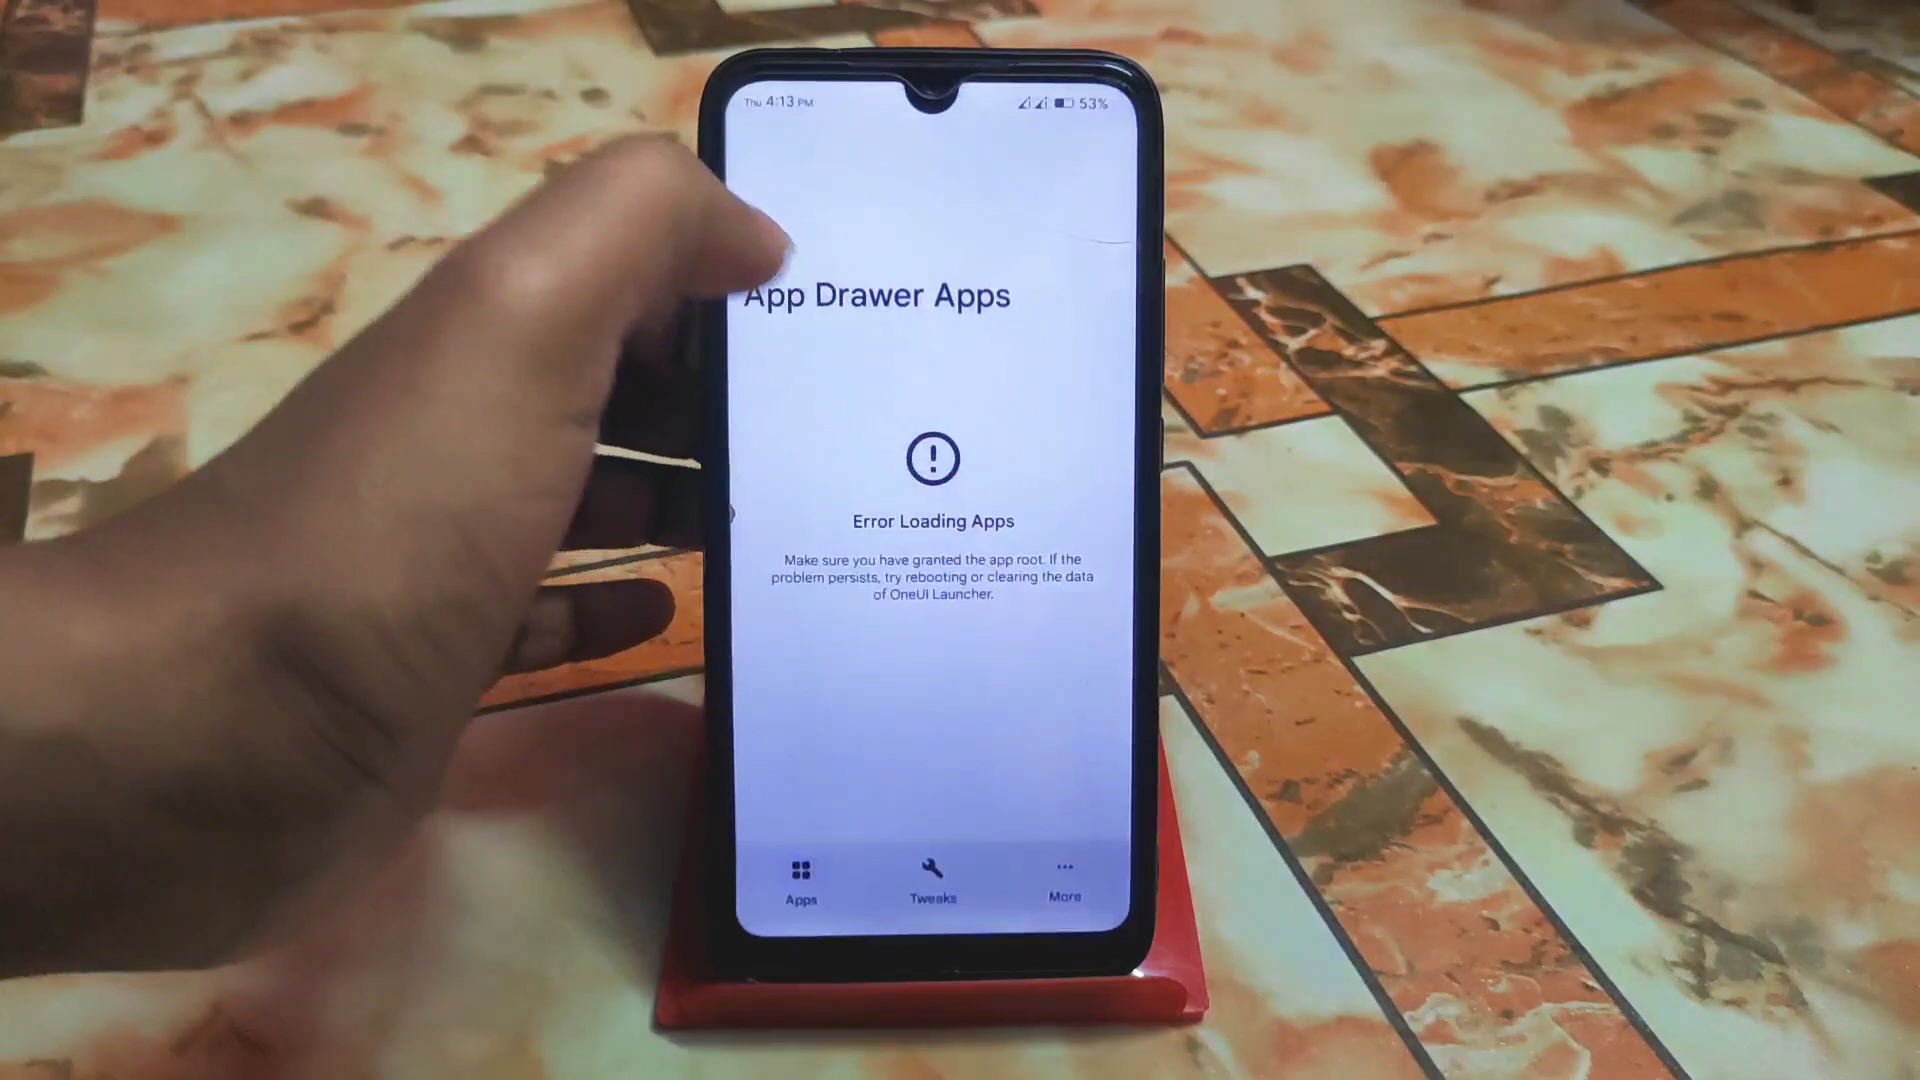 Thu 4:13 PM 53%
App Drawer Apps
Error Loading Apps
Make sure you have granted the app root. If the
problem persists, try rebooting or clearing the data
of OneUI Launcher.
Apps Tweaks More